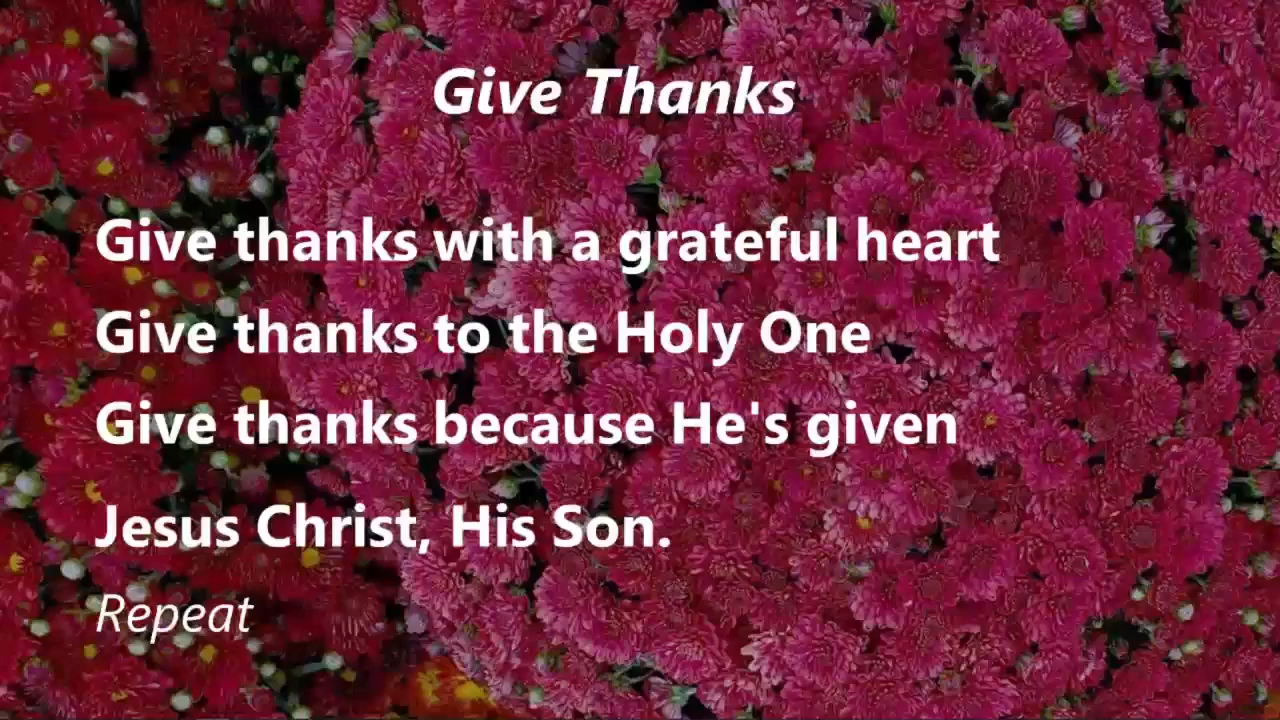 Give Thanks
Give thanks with a grateful heart
Give thanks to the Holy One
Give thanks because He's given
Jesus Christ, His Son.
Repeat